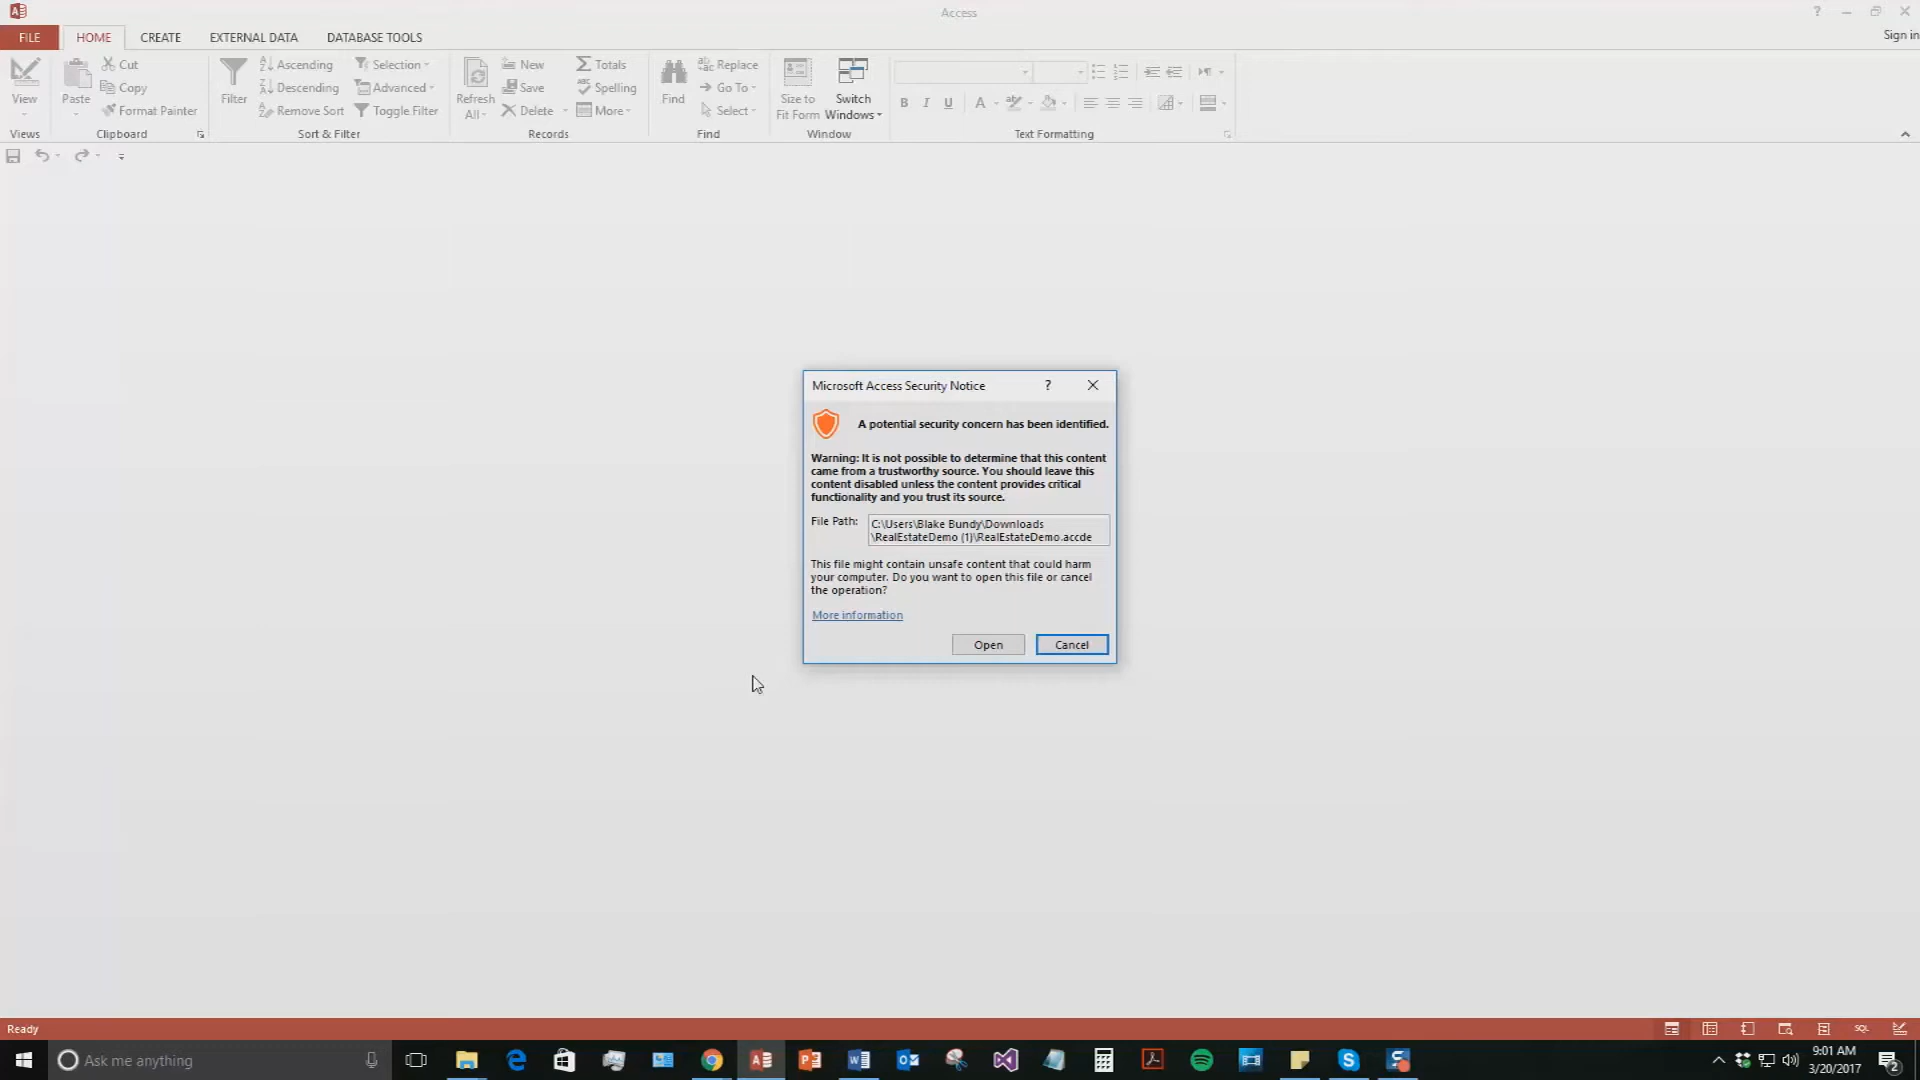 Access
Sign in
FILE
HOME
CREATE
EXTERNAL DATA
DATABASE TOOLS
View
Views
Paste
Cut
Copy
Format Painter
Clipboard
Filter
Ascending
Descending
Remove Sort
Selection
Advanced
Toggle Filter
Sort & Filter
Refresh
All
New
Save
Delete
Totals
Spelling
More
Records
Find
Replace
Go To
Select
Find
Size to
Fit Form
Switch
Windows
Window
B I U A
Text Formatting
Microsoft Access Security Notice
A potential security concern has been identified.
Warning: It is not possible to determine that this content
came from a trustworthy source. You should leave this
content disabled unless the content provides critical
functionality and you trust its source.
File Path:
C:\Users\Blake Bundy\Downloads
\RealEstateDemo (1)\RealEstateDemo.accde
This file might contain unsafe content that could harm
your computer. Do you want to open this file or cancel
the operation?
More information
Open
Cancel
Ready
SQL
Ask me anything
9:01 AM
3/20/2017
2